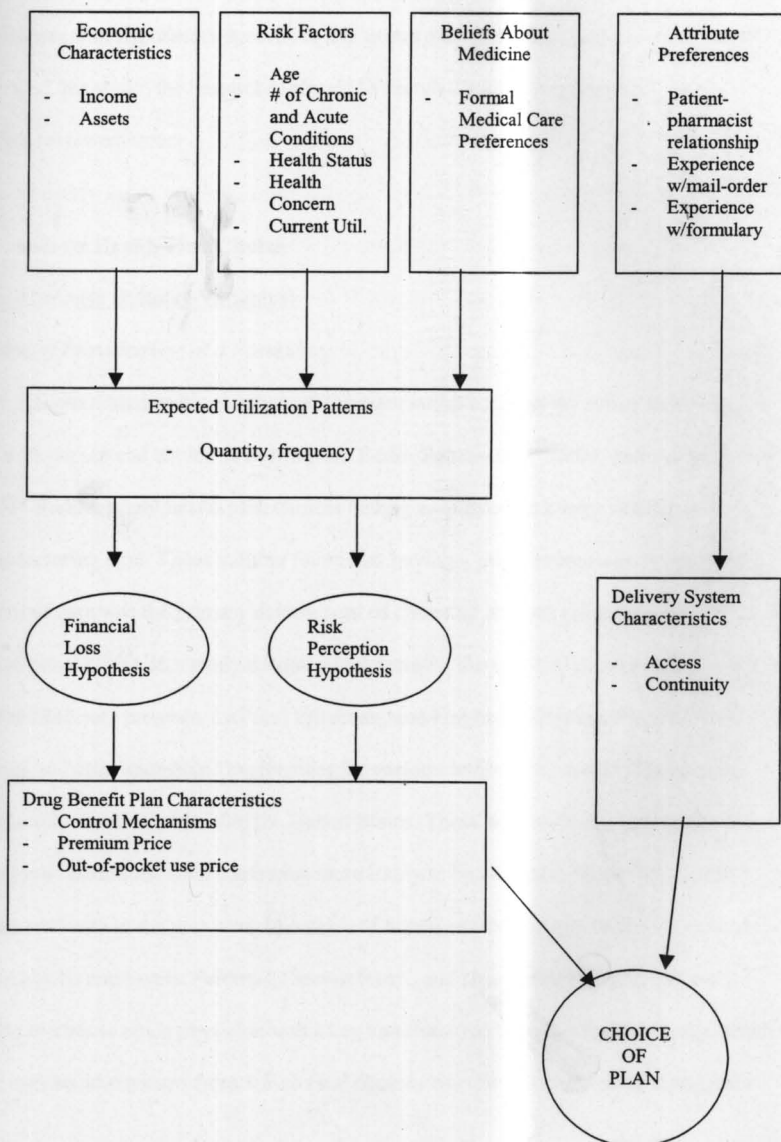 Economic
Characteristics
- Income
- Assets
Risk Factors
- Age
- # of Chronic
and Acute
Conditions
- Health Status
- Health
Concern
- Current Util.
Beliefs About
Medicine
- Formal
Medical Care
Preferences
Attribute
Preferences
- Patient-
pharmacist
relationship
- Experience
w/mail-order
- Experience
w/formulary
Expected Utilization Patterns
- Quantity, frequency
Financial
Loss
Hypothesis
Risk
Perception
Hypothesis
Delivery System
Characteristics
- Access
- Continuity
Drug Benefit Plan Characteristics
- Control Mechanisms
- Premium Price
- Out-of-pocket use price
CHOICE
OF
PLAN